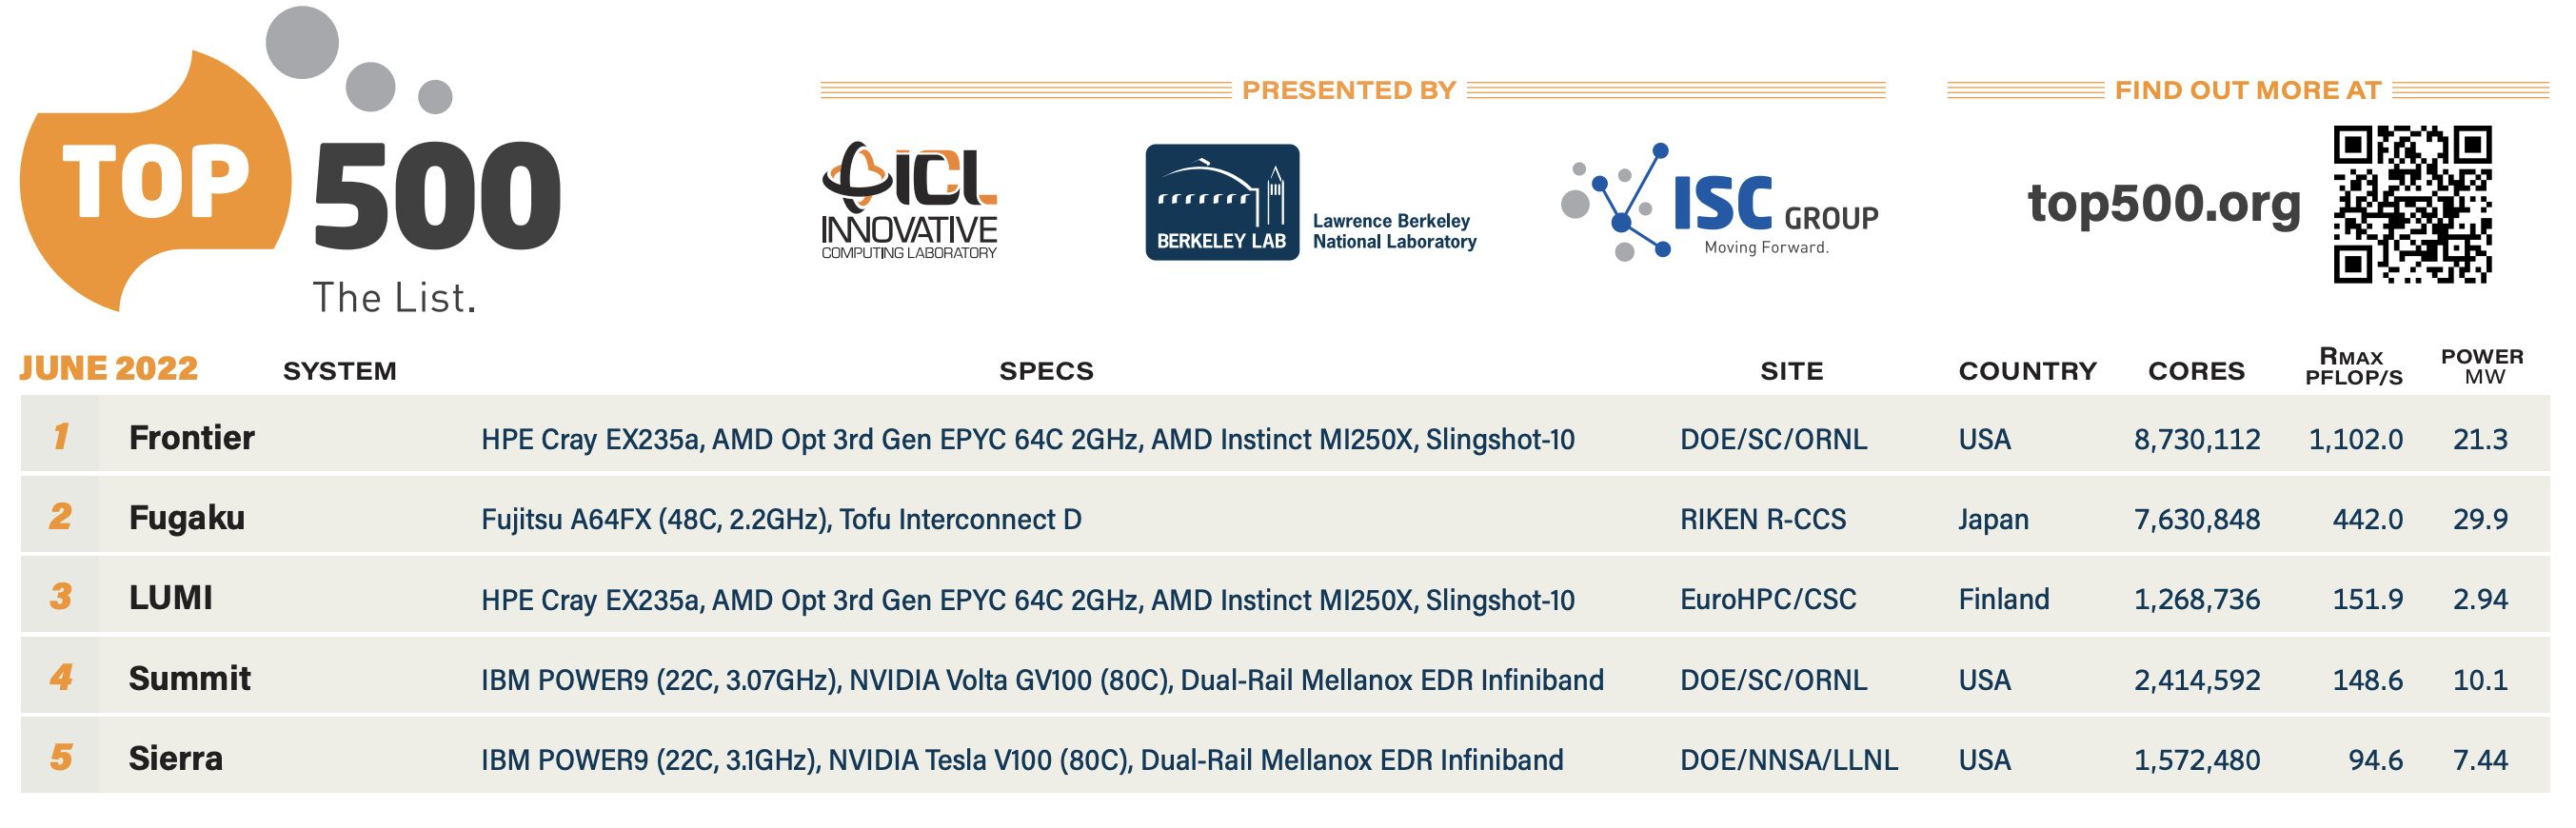 TOP
500
The List.
PRESENTED BY
ICL
INNOVATIVE
COMPUTING LABORATORY
BERKELEY LAB
Lawrence Berkeley
National Laboratory
ISC GROUP
Moving Forward.
FIND OUT MORE AT
top500.org
JUNE 2022 SYSTEM SPECS SITE COUNTRY CORES RMAX PFLOP/S POWER MW
1 Frontier HPE Cray EX235a, AMD Opt 3rd Gen EPYC 64C 2GHz, AMD Instinct MI250X, Slingshot-10 DOE/SC/ORNL USA 8,730,112 1,102.0 21.3
2 Fugaku Fujitsu A64FX (48C, 2.2GHz), Tofu Interconnect D RIKEN R-CCS Japan 7,630,848 442.0 29.9
3 LUMI HPE Cray EX235a, AMD Opt 3rd Gen EPYC 64C 2GHz, AMD Instinct MI250X, Slingshot-10 EuroHPC/CSC Finland 1,268,736 151.9 2.94
4 Summit IBM POWER9 (22C, 3.07GHz), NVIDIA Volta GV100 (80C), Dual-Rail Mellanox EDR Infiniband DOE/SC/ORNL USA 2,414,592 148.6 10.1
5 Sierra IBM POWER9 (22C, 3.1GHz), NVIDIA Tesla V100 (80C), Dual-Rail Mellanox EDR Infiniband DOE/NNSA/LLNL USA 1,572,480 94.6 7.44